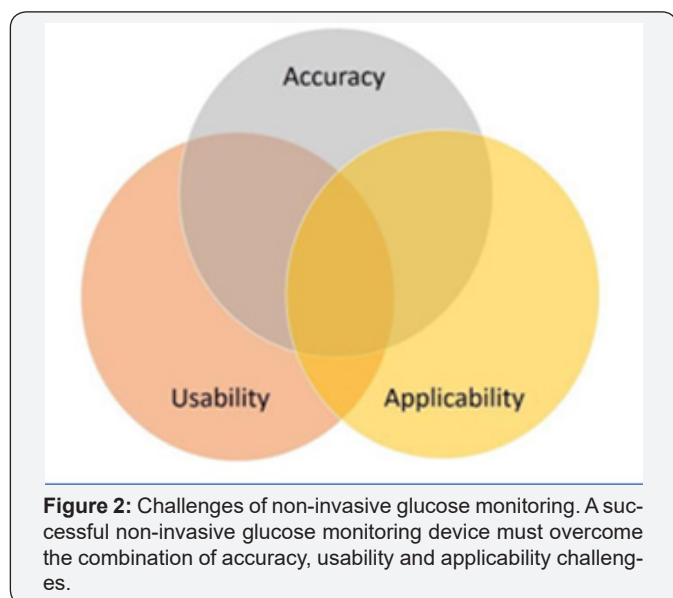 Accuracy
Usability
Applicability
Figure 2: Challenges of non-invasive glucose monitoring. A suc-
cessful non-invasive glucose monitoring device must overcome
the combination of accuracy, usability and applicability challeng-
es.